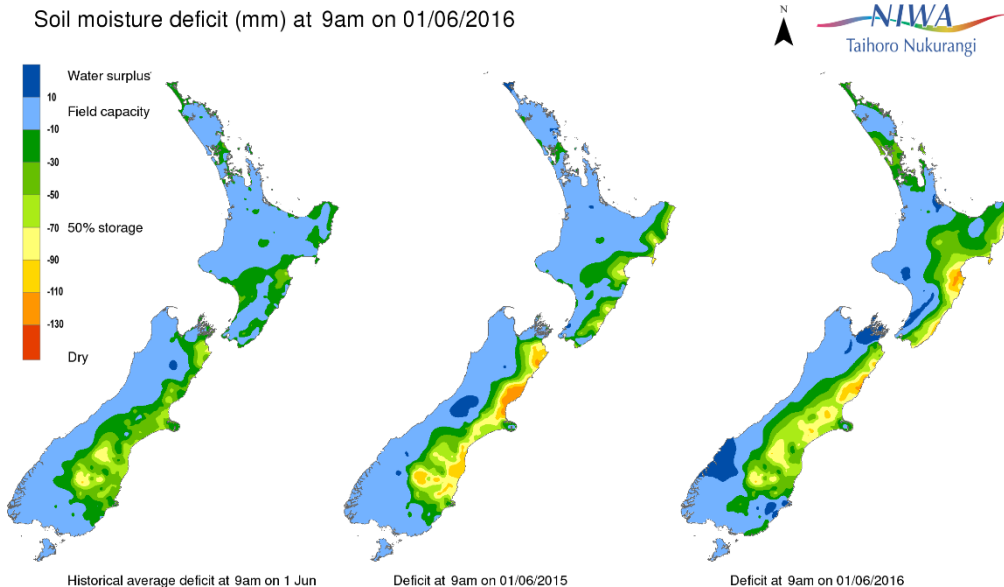 Soil moisture deficit (mm) at 9am on 01/06/2016
N
NIWA
Taihoro Nukurangi
Water surplus
10
Field capacity
-10
-30
-50
50% storage
-70
-90
-110
-130
Dry
Historical average deficit at 9am on 1 Jun
Deficit at 9am on 01/06/2015
Deficit at 9am on 01/06/2016